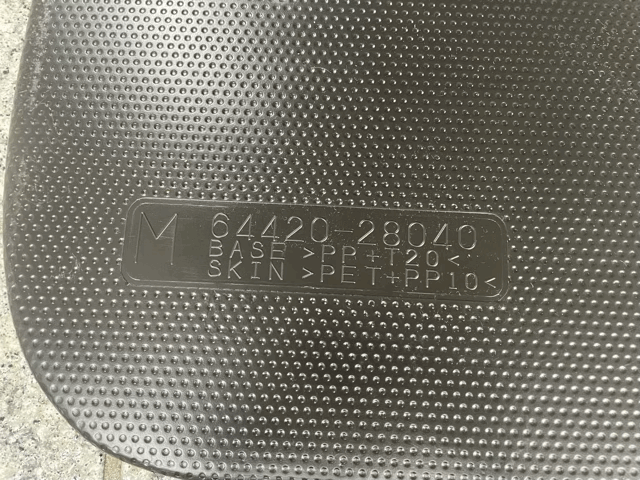 M 64420-28040
BASE >PP+T20<
SKIN >PET+PP10<